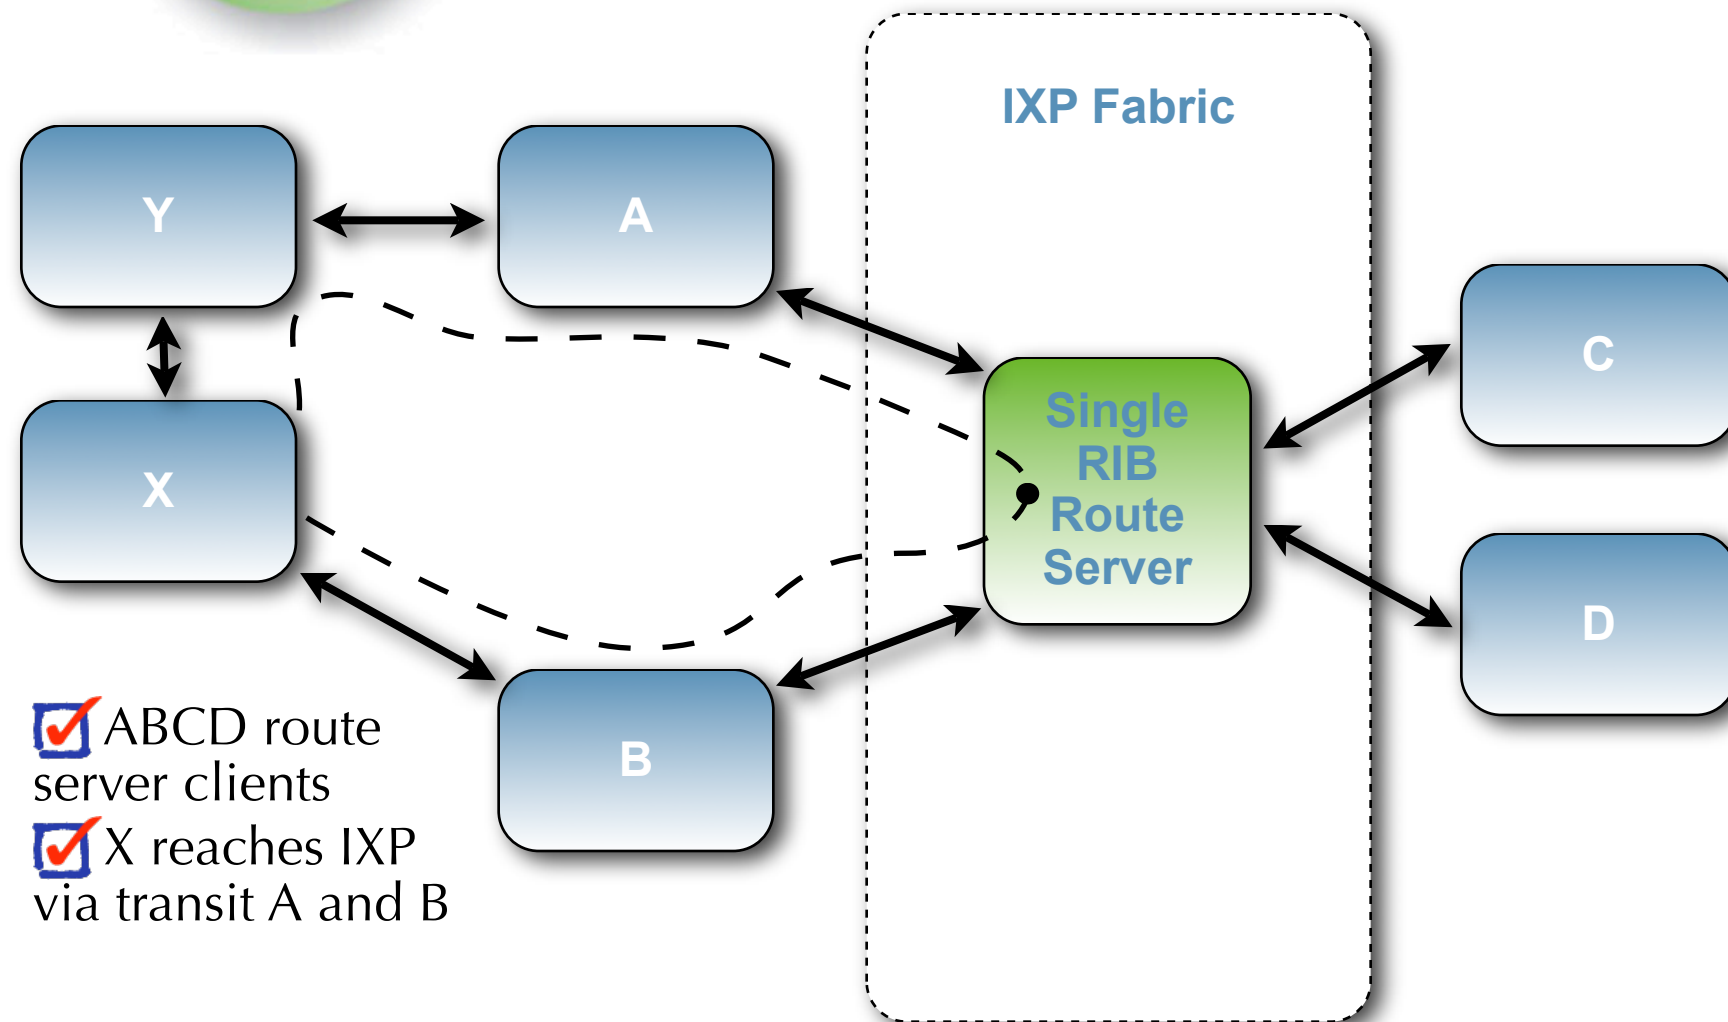 IXP Fabric
Y
A
X
B
C
D
Single
RIB
Route
Server
ABCD route
server clients
X reaches IXP
via transit A and B